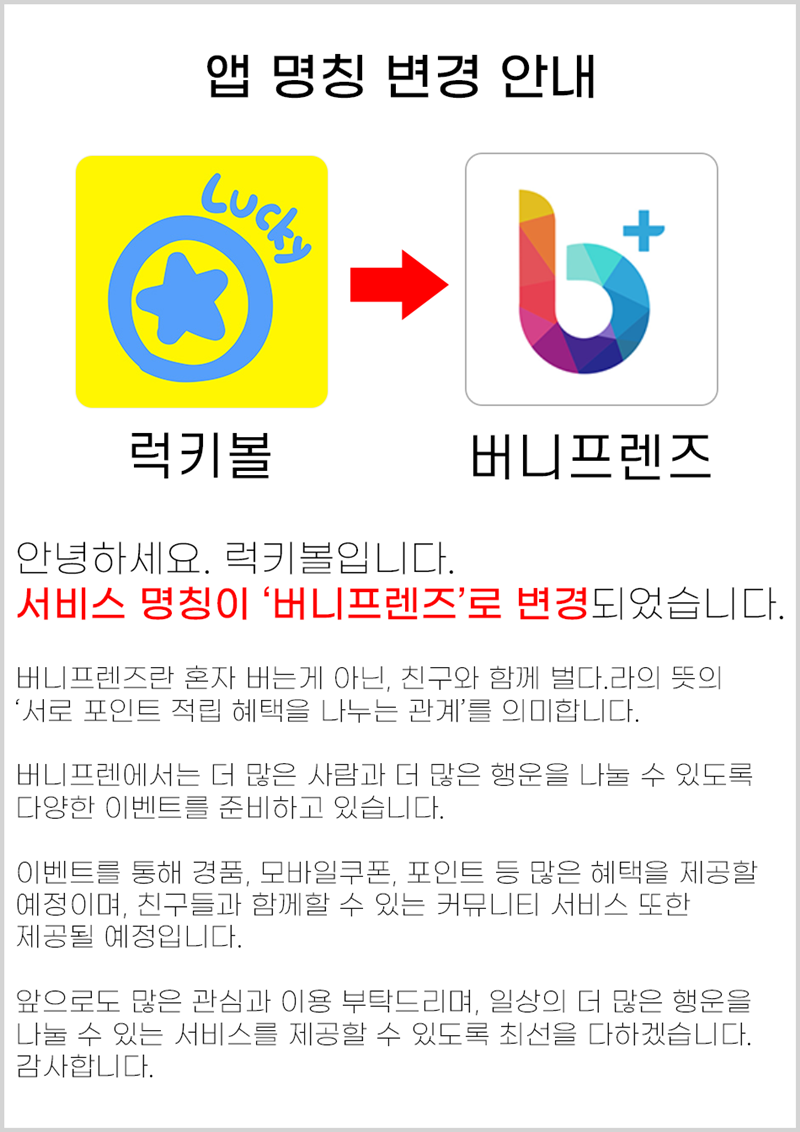 앱 명칭 변경 안내
Lucky
b+
럭키볼
버니프렌즈
안녕하세요. 럭키볼입니다.
서비스 명칭이 ‘버니프렌즈’로 변경되었습니다.
버니프렌즈란 혼자 버는게 아닌, 친구와 함께 벌다.라의 뜻의
‘서로 포인트 적립 혜택을 나누는 관계’를 의미합니다.
버니프렌에서는 더 많은 사람과 더 많은 행운을 나눌 수 있도록
다양한 이벤트를 준비하고 있습니다.
이벤트를 통해 경품, 모바일쿠폰, 포인트 등 많은 혜택을 제공할
예정이며, 친구들과 함께할 수 있는 커뮤니티 서비스 또한
제공될 예정입니다.
앞으로도 많은 관심과 이용 부탁드리며, 일상의 더 많은 행운을
나눌 수 있는 서비스를 제공할 수 있도록 최선을 다하겠습니다.
감사합니다.